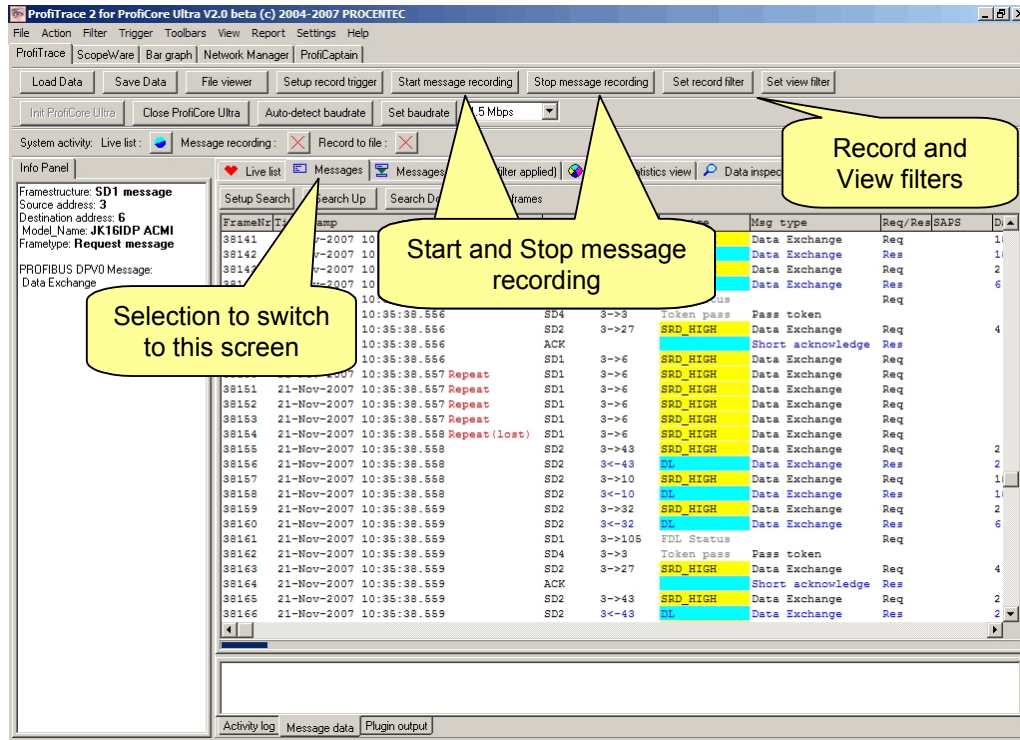 ProfiTrace 2 for ProfiCore Ultra V2.0 beta (c) 2004-2007 PROCENTEC
File Action Filter Trigger Toolbars View Report Settings Help
ProfiTrace ScopeWare Bar graph Network Manager ProfiCaptain
Load Data Save Data File viewer Setup record trigger Start message recording Stop message recording Set record filter Set view filter
Init ProfiCore Ultra Close ProfiCore Ultra Auto-detect baudrate Set baudrate .5 Mbps
System activity: Live list : Message recording : Record to file :
Record and
View filters
Info Panel
Live list Messages Messages filter applied) tistics view Data inspec
Framestructure: SD1 message
Source address: 3
Destination address: 6
Model_Name: JK16IDP ACMI
Frametype: Request message
PROFIBUS DPV0 Message:
Data Exchange
Setup Search Search Up Search D frames
Start and Stop message
recording
Selection to switch
to this screen
FrameNr Msg type Req/Res SAPS
38141 -2007 10 Data Exchange Req
38142 -2007 10 Data Exchange Res
-2007 10 Data Exchange Req 2
-2007 10 Data Exchange Res 6
Req
10:35:38.556 SD4 3->3 Token pass Pass token
10:35:38.556 SD2 3->27 SRD_HIGH Data Exchange Req 4
10:35:38.556 ACK Short acknowledge Res
10:35:38.556 SD1 3->6 SRD_HIGH Data Exchange Req
21-Nov-2007 10:35:38.557 Repeat SD1 3->6 SRD_HIGH Data Exchange Req
38151 21-Nov-2007 10:35:38.557 Repeat SD1 3->6 SRD_HIGH Data Exchange Req
38152 21-Nov-2007 10:35:38.557 Repeat SD1 3->6 SRD_HIGH Data Exchange Req
38153 21-Nov-2007 10:35:38.557 Repeat SD1 3->6 SRD_HIGH Data Exchange Req
38154 21-Nov-2007 10:35:38.558 Repeat(lost) SD1 3->6 SRD_HIGH Data Exchange Req
38155 21-Nov-2007 10:35:38.558 SD2 3->43 SRD_HIGH Data Exchange Req 2
38156 21-Nov-2007 10:35:38.558 SD2 3<-43 DL Data Exchange Res 2
38157 21-Nov-2007 10:35:38.558 SD2 3->10 SRD_HIGH Data Exchange Req
38158 21-Nov-2007 10:35:38.558 SD2 3<-10 DL Data Exchange Res
38159 21-Nov-2007 10:35:38.559 SD2 3->32 SRD_HIGH Data Exchange Req 2
38160 21-Nov-2007 10:35:38.559 SD2 3<-32 DL Data Exchange Res 6
38161 21-Nov-2007 10:35:38.559 SD1 3->105 FDL Status Req
38162 21-Nov-2007 10:35:38.559 SD4 3->3 Token pass Pass token
38163 21-Nov-2007 10:35:38.559 SD2 3->27 SRD_HIGH Data Exchange Req 4
38164 21-Nov-2007 10:35:38.559 ACK Short acknowledge Res
38165 21-Nov-2007 10:35:38.559 SD2 3->43 SRD_HIGH Data Exchange Req 2
38166 21-Nov-2007 10:35:38.559 SD2 3<-43 DL Data Exchange Res 2
Activity log Message data Plugin output